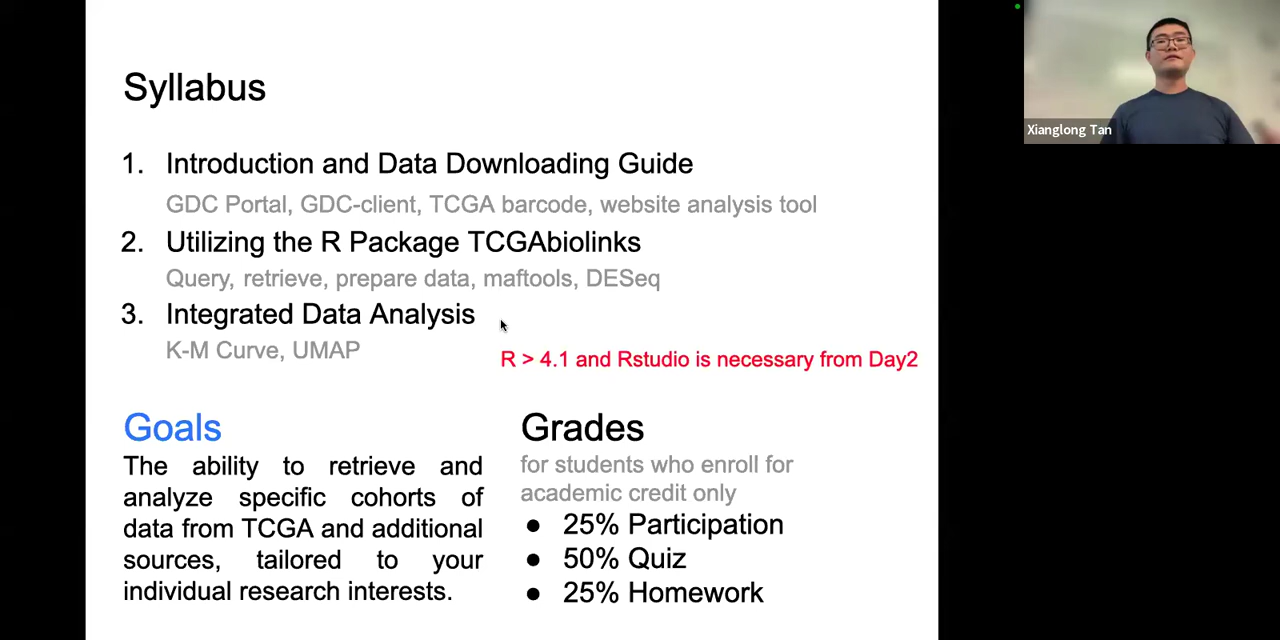 Syllabus
1. Introduction and Data Downloading Guide
GDC Portal, GDC-client, TCGA barcode, website analysis tool
2. Utilizing the R Package TCGAbiolinks
Query, retrieve, prepare data, maftools, DESeq
3. Integrated Data Analysis
K-M Curve, UMAP
R > 4.1 and Rstudio is necessary from Day2
Goals
The ability to retrieve and
analyze specific cohorts of
data from TCGA and additional
sources, tailored to your
individual research interests.
Grades
for students who enroll for
academic credit only
● 25% Participation
● 50% Quiz
● 25% Homework
Xianglong Tan